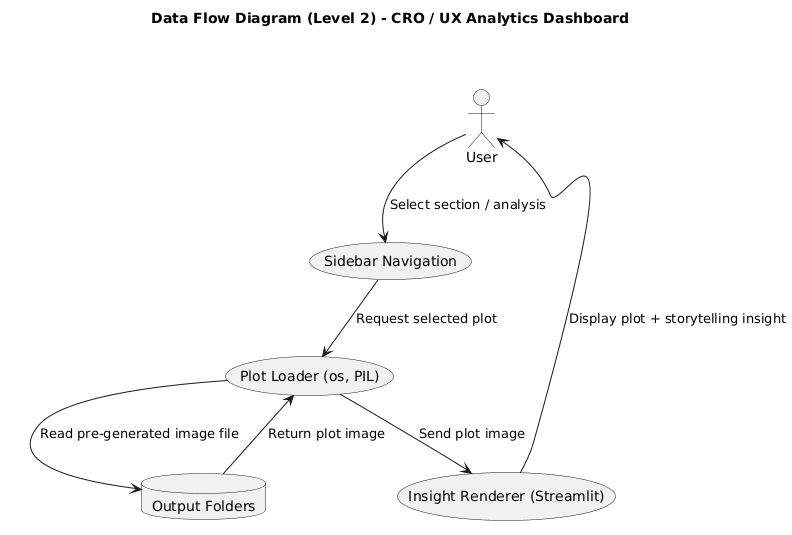 Data Flow Diagram (Level 2) - CRO / UX Analytics Dashboard
User
Select section / analysis
Sidebar Navigation
Request selected plot
Display plot + storytelling insight
Plot Loader (os, PIL)
Read pre-generated image file
Return plot image
Send plot image
Output Folders
Insight Renderer (Streamlit)